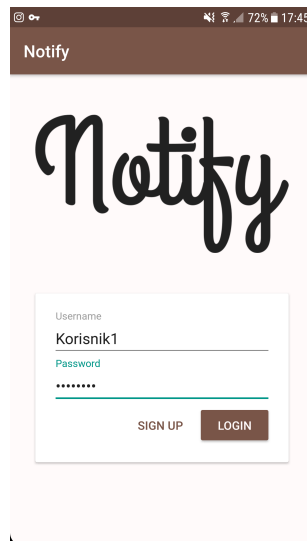 72% 17:45
Notify
Notify
Username
Korisnik1
Password
••••••••
SIGN UP LOGIN